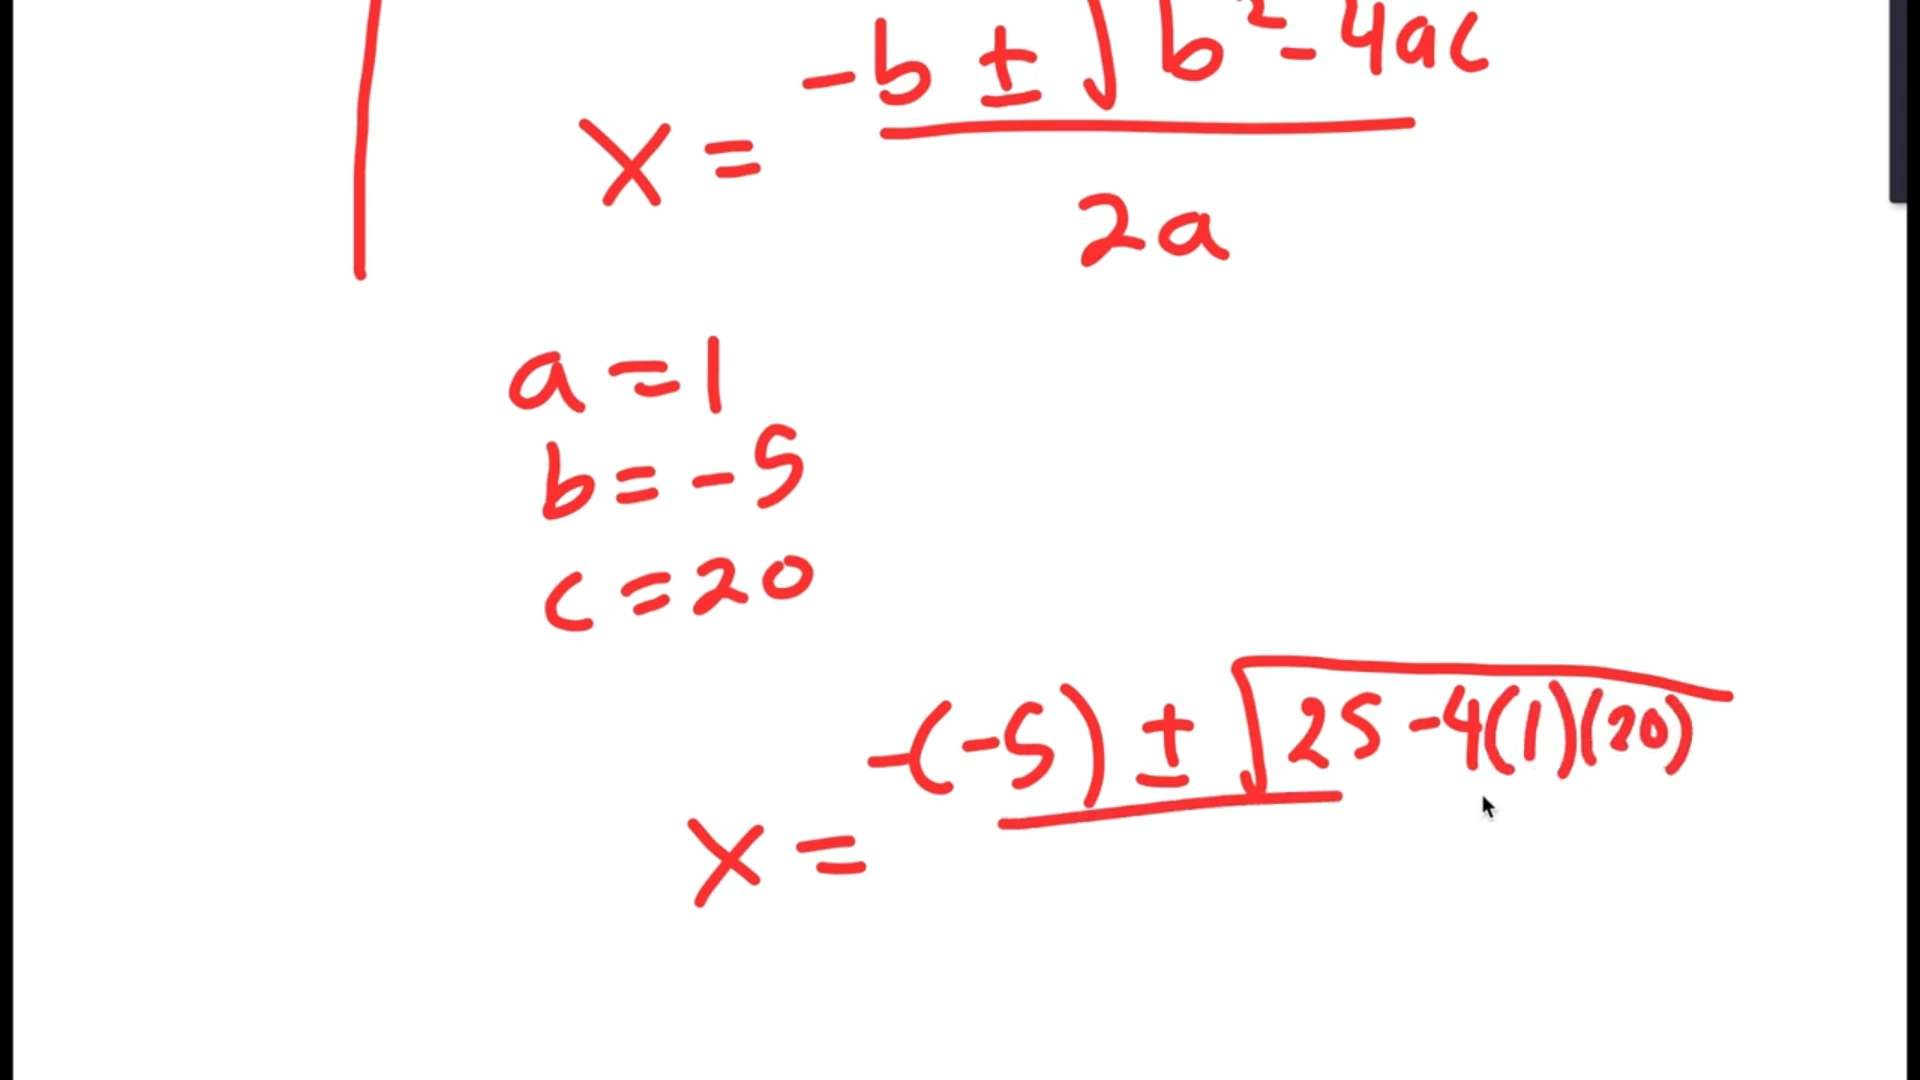 x = -b ± √b²-4ac
2a
a = 1
b = -5
c = 20
x = -(-5) ± √25-4(1)(20)